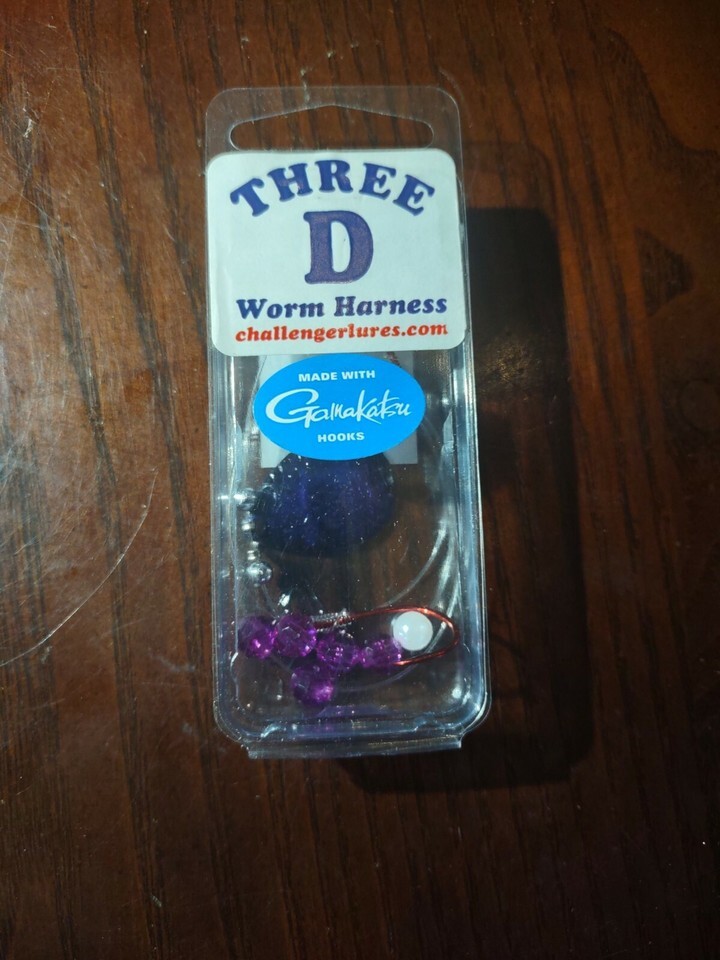 THREE
D
Worm Harness
challengerlures.com
MADE WITH
Gamakatsu
HOOKS